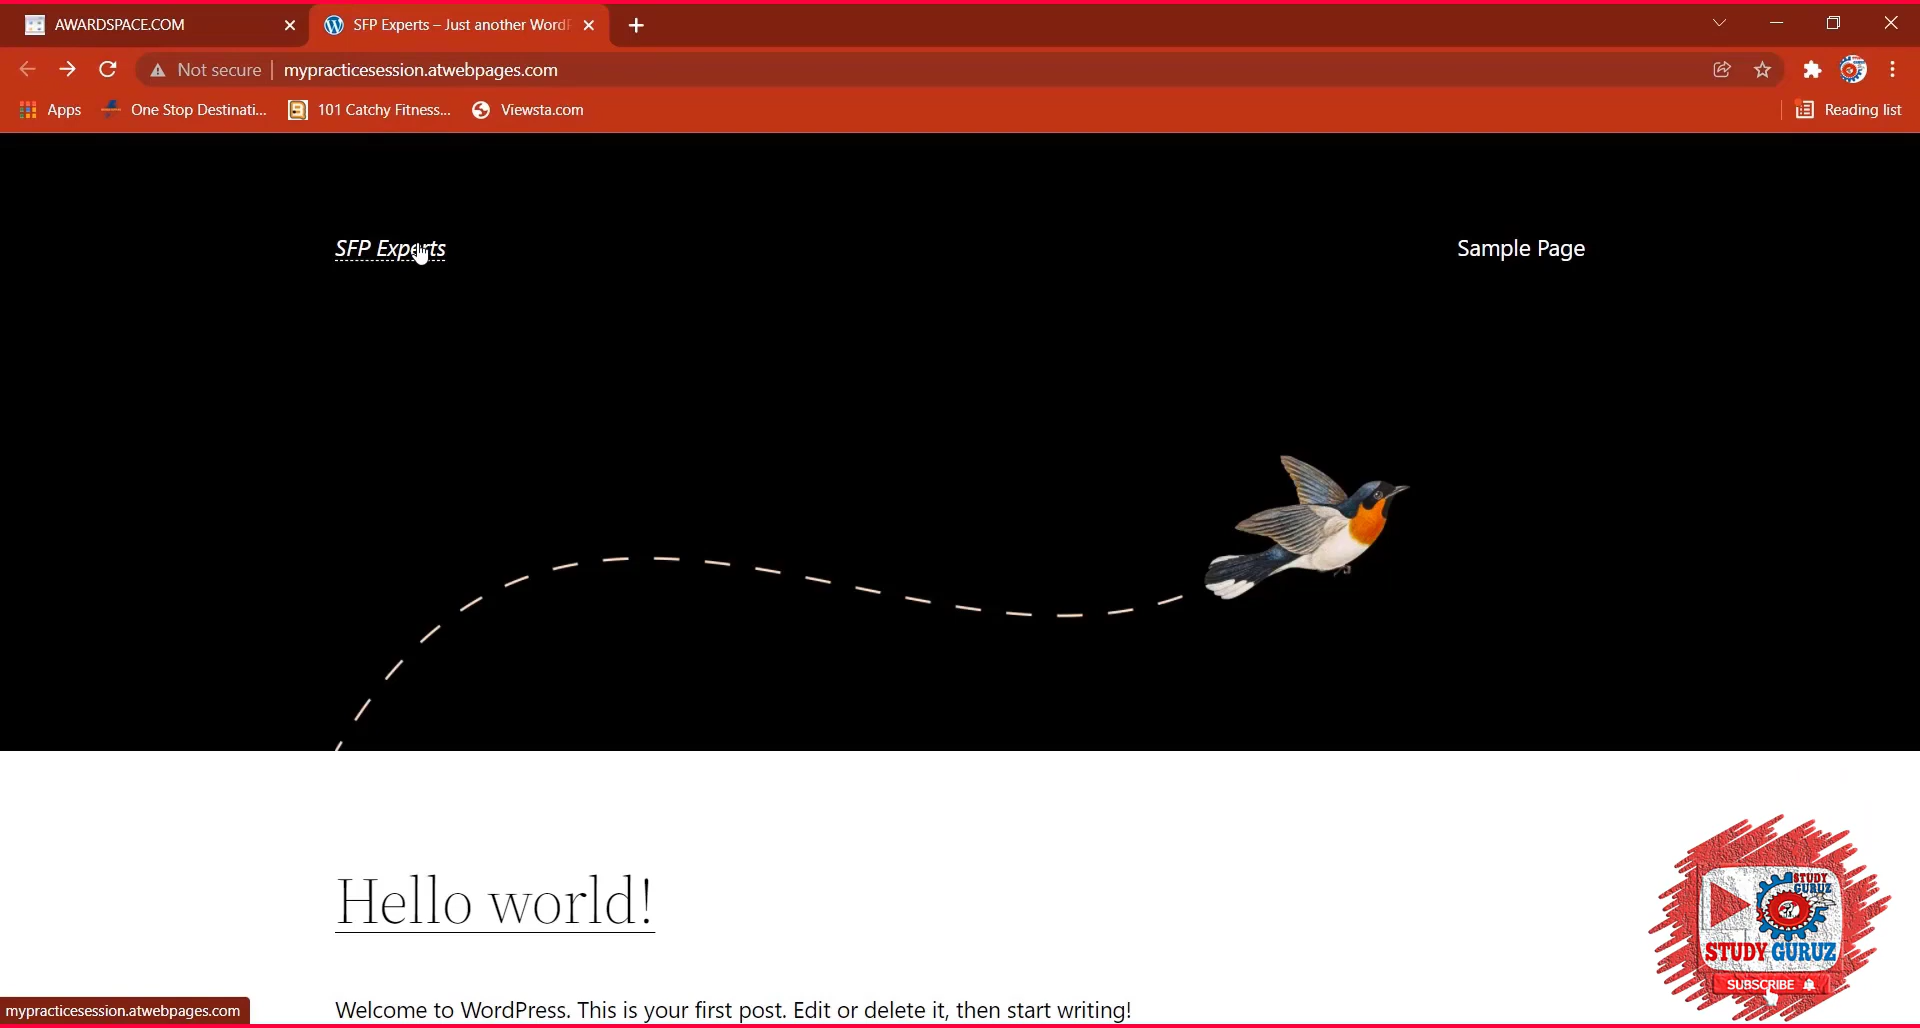 AWARDSPACE.COM
SFP Experts – Just another WordP
Not secure
mypracticesession.atwebpages.com
Apps
One Stop Destinati...
101 Catchy Fitness...
Viewsta.com
Reading list
SFP Experts
Sample Page
Hello world!
Welcome to WordPress. This is your first post. Edit or delete it, then start writing!
STUDY
GURUZ
STUDY GURUZ
SUBSCRIBE
mypracticesession.atwebpages.com